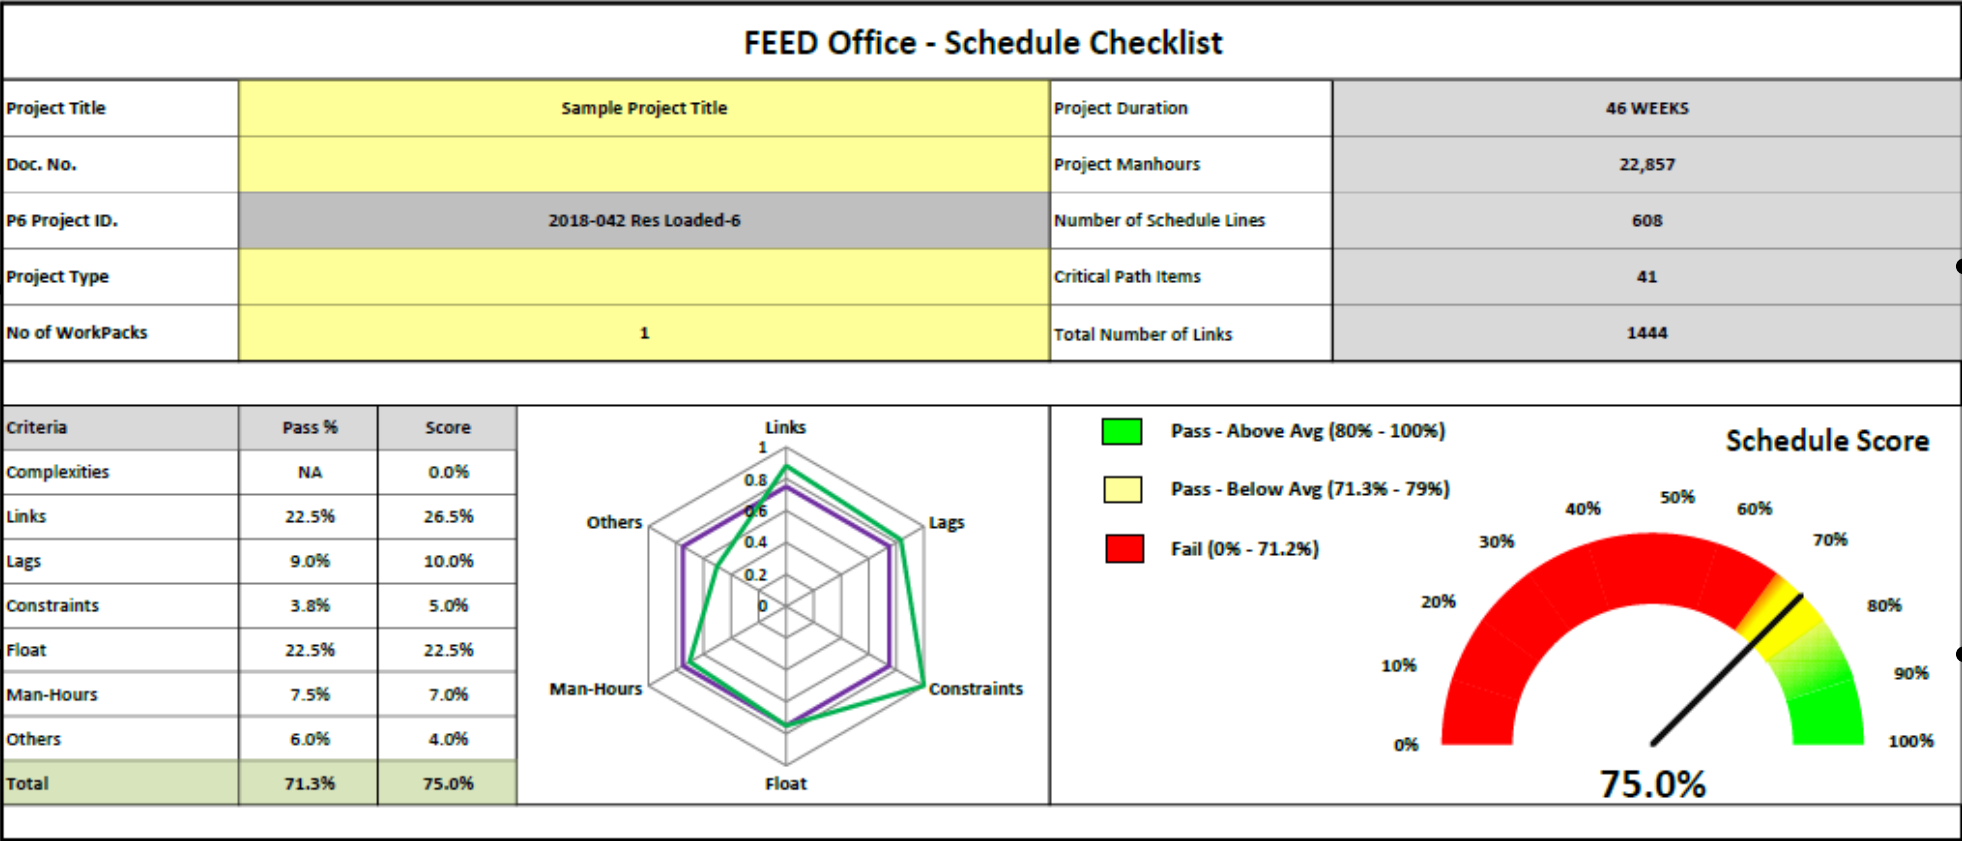 FEED Office - Schedule Checklist
Project Title Sample Project Title Project Duration 46 WEEKS
Doc. No. Project Manhours 22,857
P6 Project ID. 2018-042 Res Loaded-6 Number of Schedule Lines 608
Project Type Critical Path Items 41
No of WorkPacks 1 Total Number of Links 1444
Criteria Pass % Score
Complexities NA 0.0%
Links 22.5% 26.5%
Lags 9.0% 10.0%
Constraints 3.8% 5.0%
Float 22.5% 22.5%
Man-Hours 7.5% 7.0%
Others 6.0% 4.0%
Total 71.3% 75.0%
Links
1
0.8
0.6
0.4
0.2
0
Others
Lags
Man-Hours
Constraints
Float
Pass - Above Avg (80% - 100%)
Pass - Below Avg (71.3% - 79%)
Fail (0% - 71.2%)
Schedule Score
0%
10%
20%
30%
40%
50%
60%
70%
80%
90%
100%
75.0%